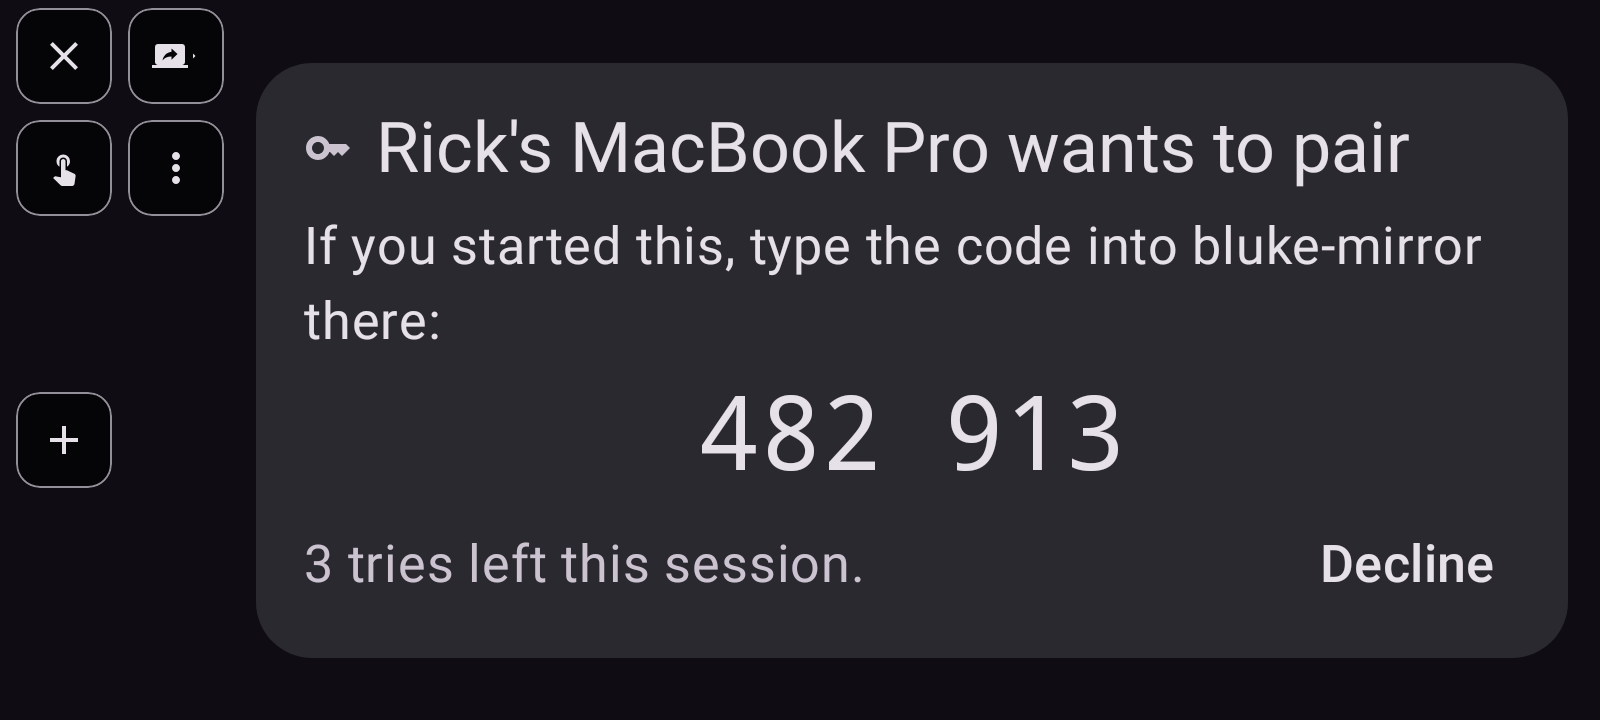 Rick's MacBook Pro wants to pair
If you started this, type the code into bluke-mirror
there:
482 913
3 tries left this session.
Decline